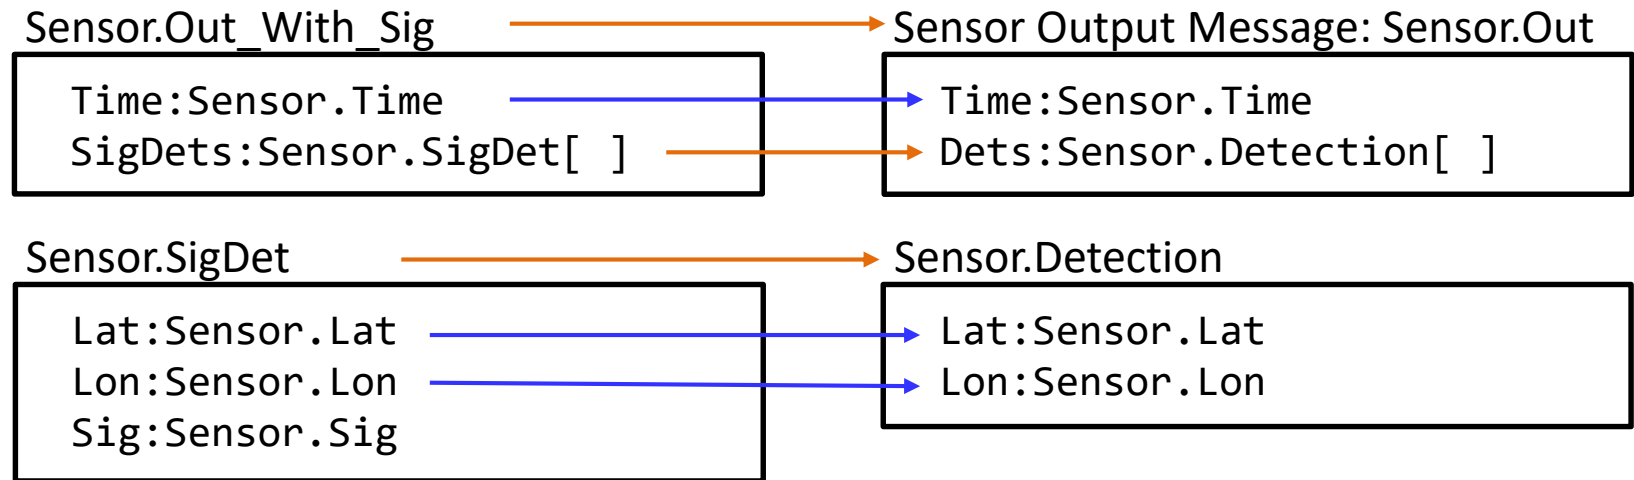 Sensor.Out_With_Sig
Time:Sensor.Time
SigDets:Sensor.SigDet[ ]
Sensor Output Message: Sensor.Out
Time:Sensor.Time
Dets:Sensor.Detection[ ]
Sensor.SigDet
Lat:Sensor.Lat
Lon:Sensor.Lon
Sig:Sensor.Sig
Sensor.Detection
Lat:Sensor.Lat
Lon:Sensor.Lon